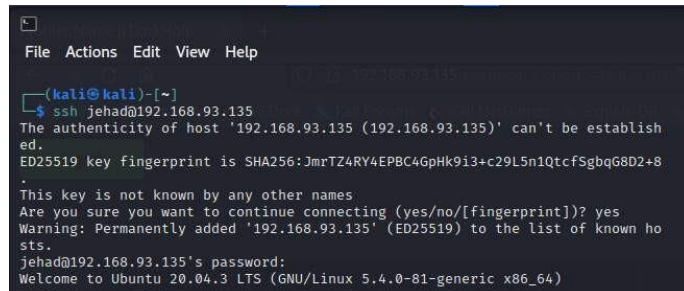 File Actions Edit View Help
┌──(kali㉿kali)-[~]
└─$ ssh jehad@192.168.93.135
The authenticity of host '192.168.93.135 (192.168.93.135)' can't be establish
ed.
ED25519 key fingerprint is SHA256:JmrTZ4RY4EPBC4GpHk9i3+c29L5n1QtcfSgbqG8D2+8
.
This key is not known by any other names
Are you sure you want to continue connecting (yes/no/[fingerprint])? yes
Warning: Permanently added '192.168.93.135' (ED25519) to the list of known ho
sts.
jehad@192.168.93.135's password:
Welcome to Ubuntu 20.04.3 LTS (GNU/Linux 5.4.0-81-generic x86_64)